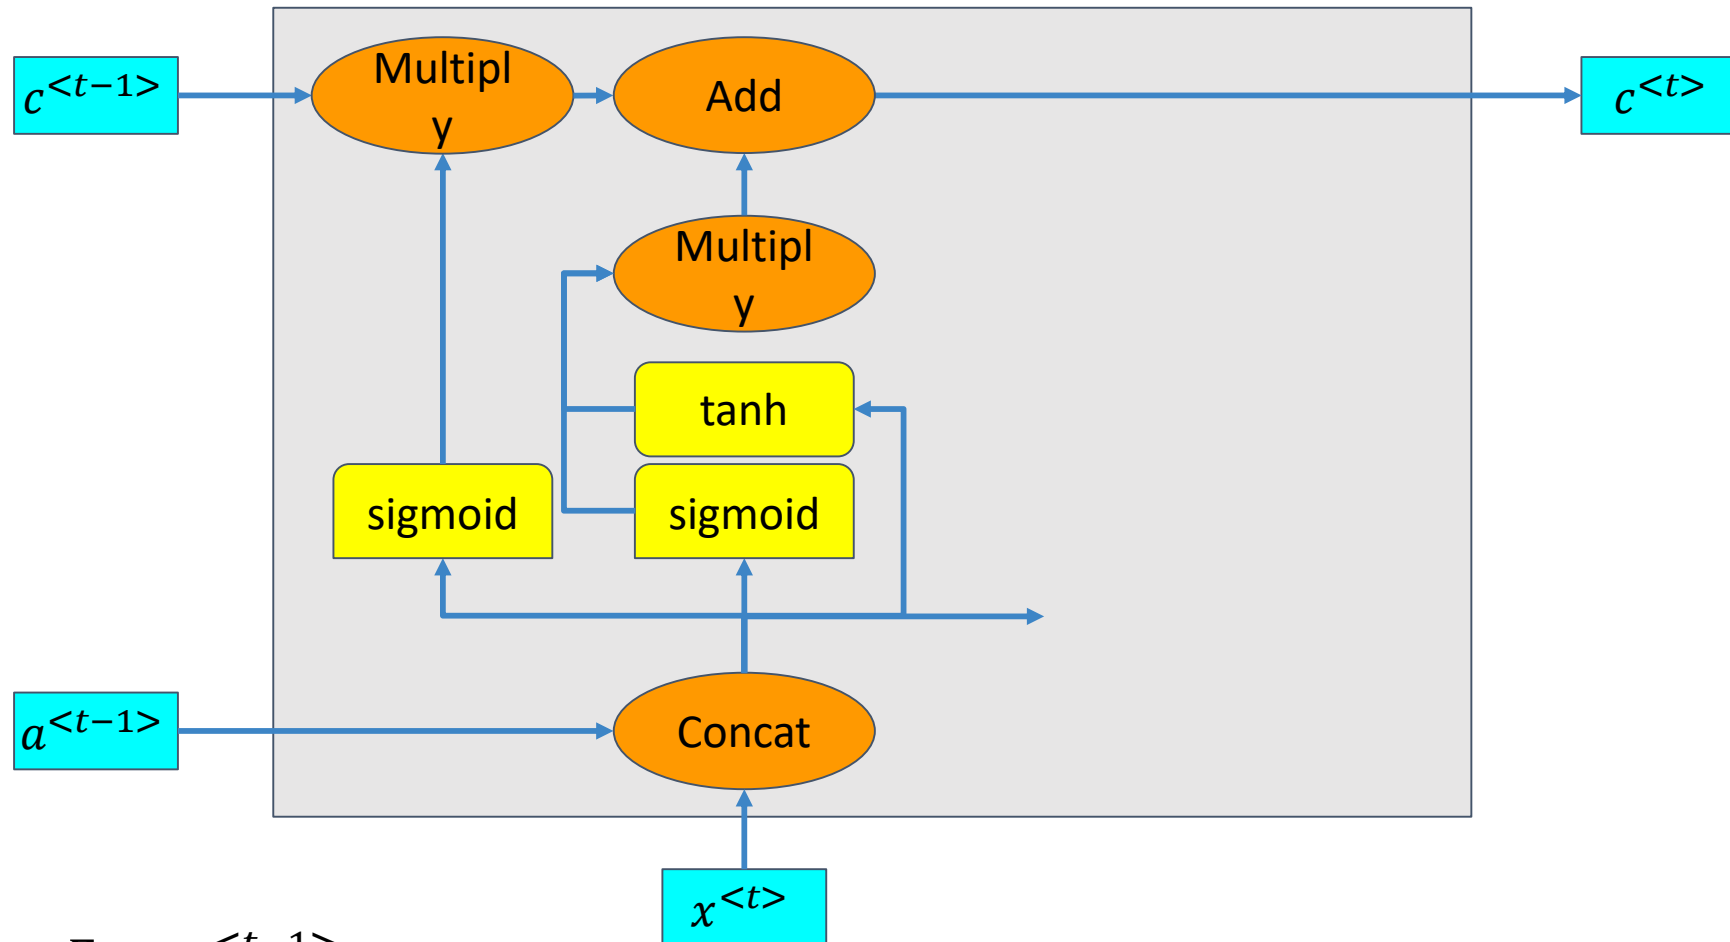 c<t−1>
Multipl
y
Add
c<t>
Multipl
y
tanh
sigmoid
sigmoid
a<t−1>
Concat
x<t>